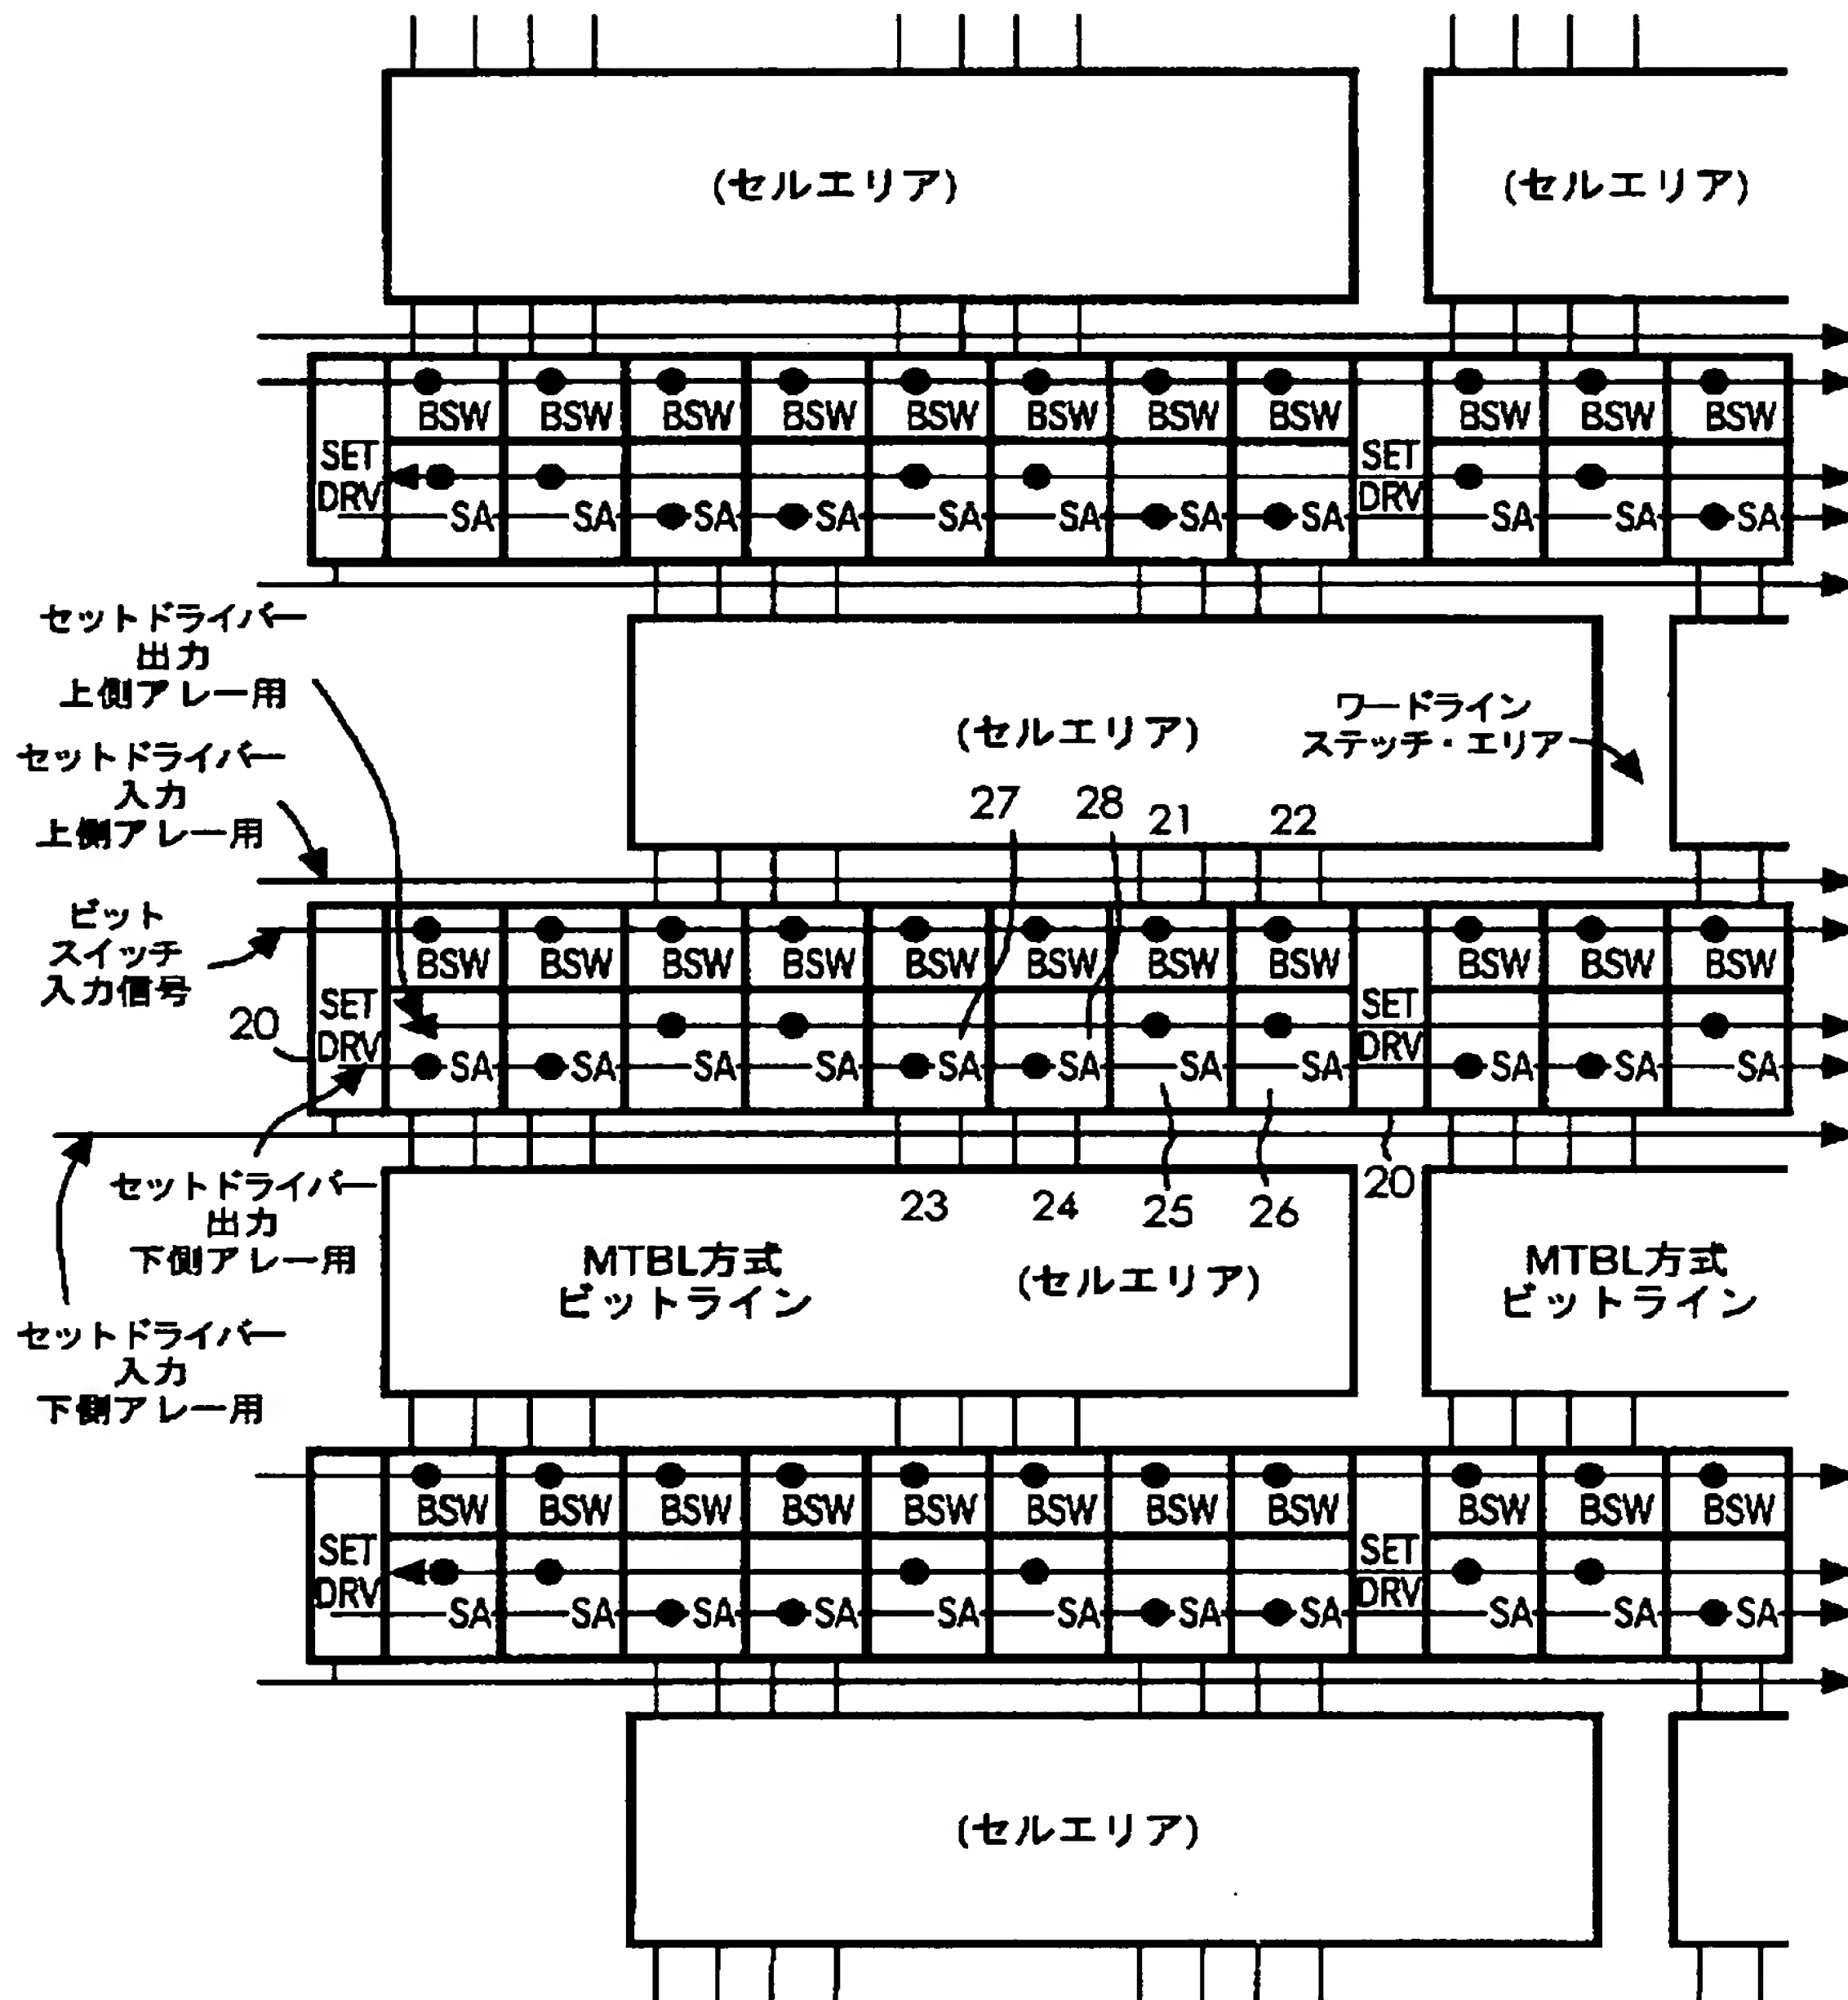 (セルエリア) (セルエリア)
BSW BSW BSW BSW BSW BSW BSW BSW BSW BSW BSW
SET DRV SET DRV
SA SA SA SA SA SA SA SA SA SA SA
セットドライバー
出力
上側アレー用
(セルエリア)
ワードライン
ステッチ・エリア
セットドライバー
入力
上側アレー用
27 28 21 22
ビット
スイッチ
入力信号
BSW BSW BSW BSW BSW BSW BSW BSW BSW BSW BSW
20
SET DRV SET DRV
SA SA SA SA SA SA SA SA SA SA SA
セットドライバー
出力
下側アレー用
23 24 25 26 20
MTBL方式
ビットライン
(セルエリア)
MTBL方式
ビットライン
セットドライバー
入力
下側アレー用
BSW BSW BSW BSW BSW BSW BSW BSW BSW BSW BSW
SET DRV SET DRV
SA SA SA SA SA SA SA SA SA SA SA
(セルエリア)